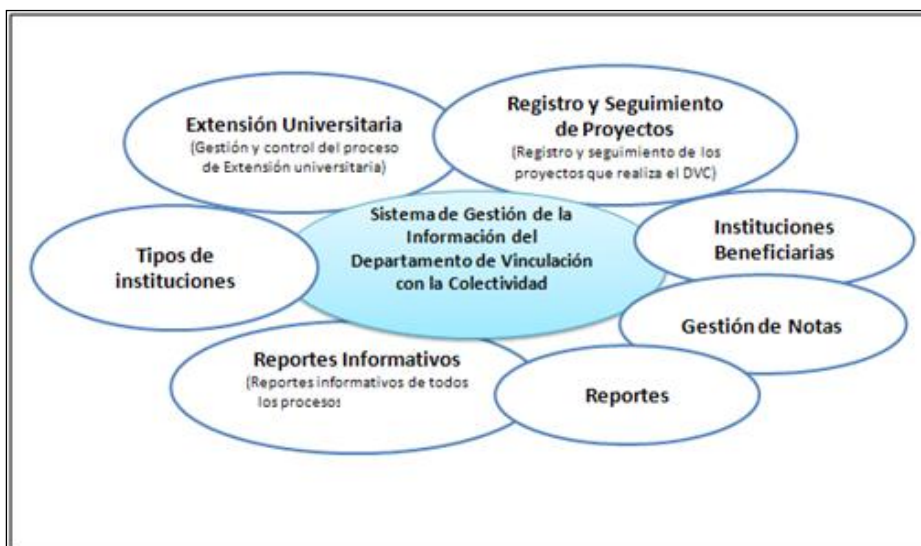 Extensión Universitaria
(Gestión y control del proceso
de Extensión universitaria)
Registro y Seguimiento
de Proyectos
(Registro y seguimiento de los
proyectos que realiza el DVC)
Sistema de Gestión de la
Información del
Departamento de Vinculación
con la Colectividad
Instituciones
Beneficiarias
Tipos de
instituciones
Gestión de Notas
Reportes Informativos
(Reportes informativos de todos
los procesos
Reportes